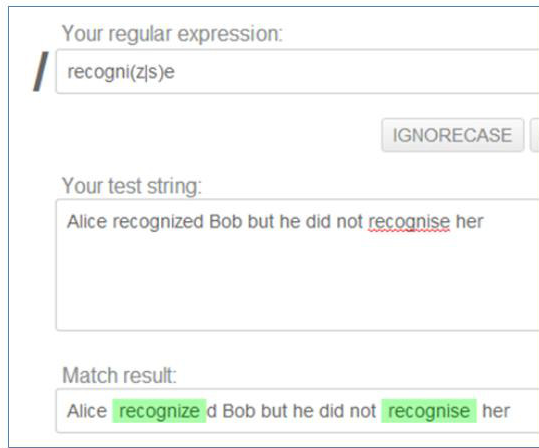 Your regular expression:
/ recogni(z|s)e
IGNORECASE
Your test string:
Alice recognized Bob but he did not recognise her
Match result:
Alice recognized Bob but he did not recognise her